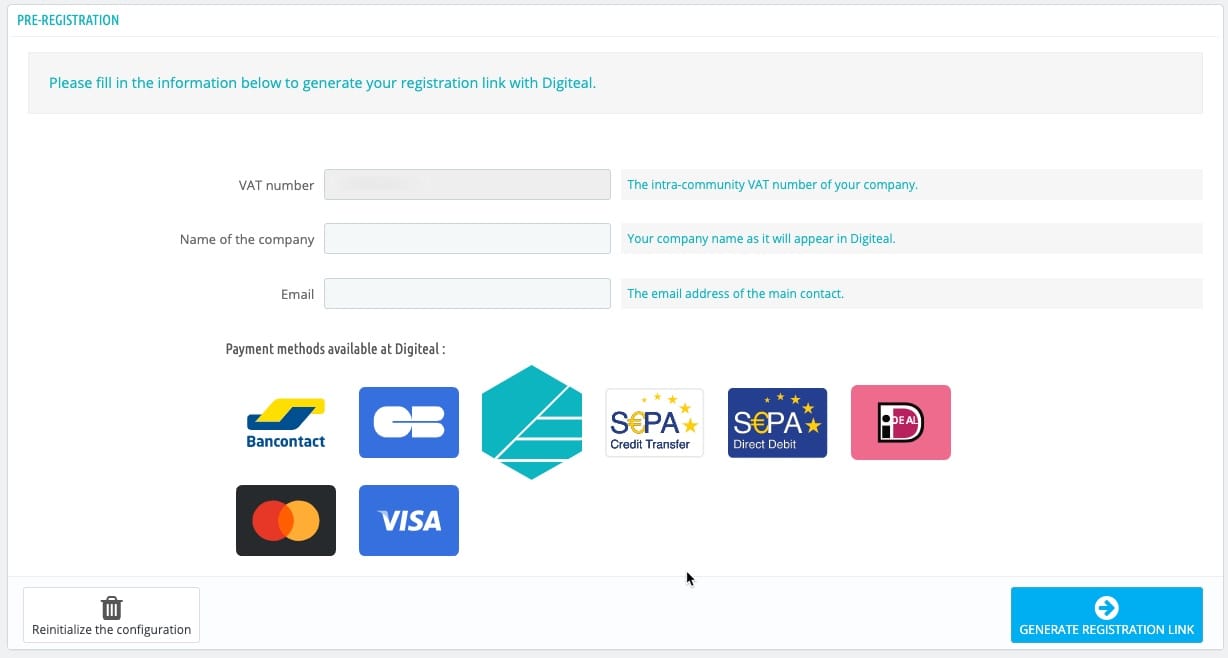 PRE-REGISTRATION
Please fill in the information below to generate your registration link with Digiteal.
VAT number
The intra-community VAT number of your company.
Name of the company
Your company name as it will appear in Digiteal.
Email
The email address of the main contact.
Payment methods available at Digiteal :
Bancontact
CB
S€PA
Credit Transfer
S€PA
Direct Debit
iDEAL
VISA
Reinitialize the configuration
GENERATE REGISTRATION LINK